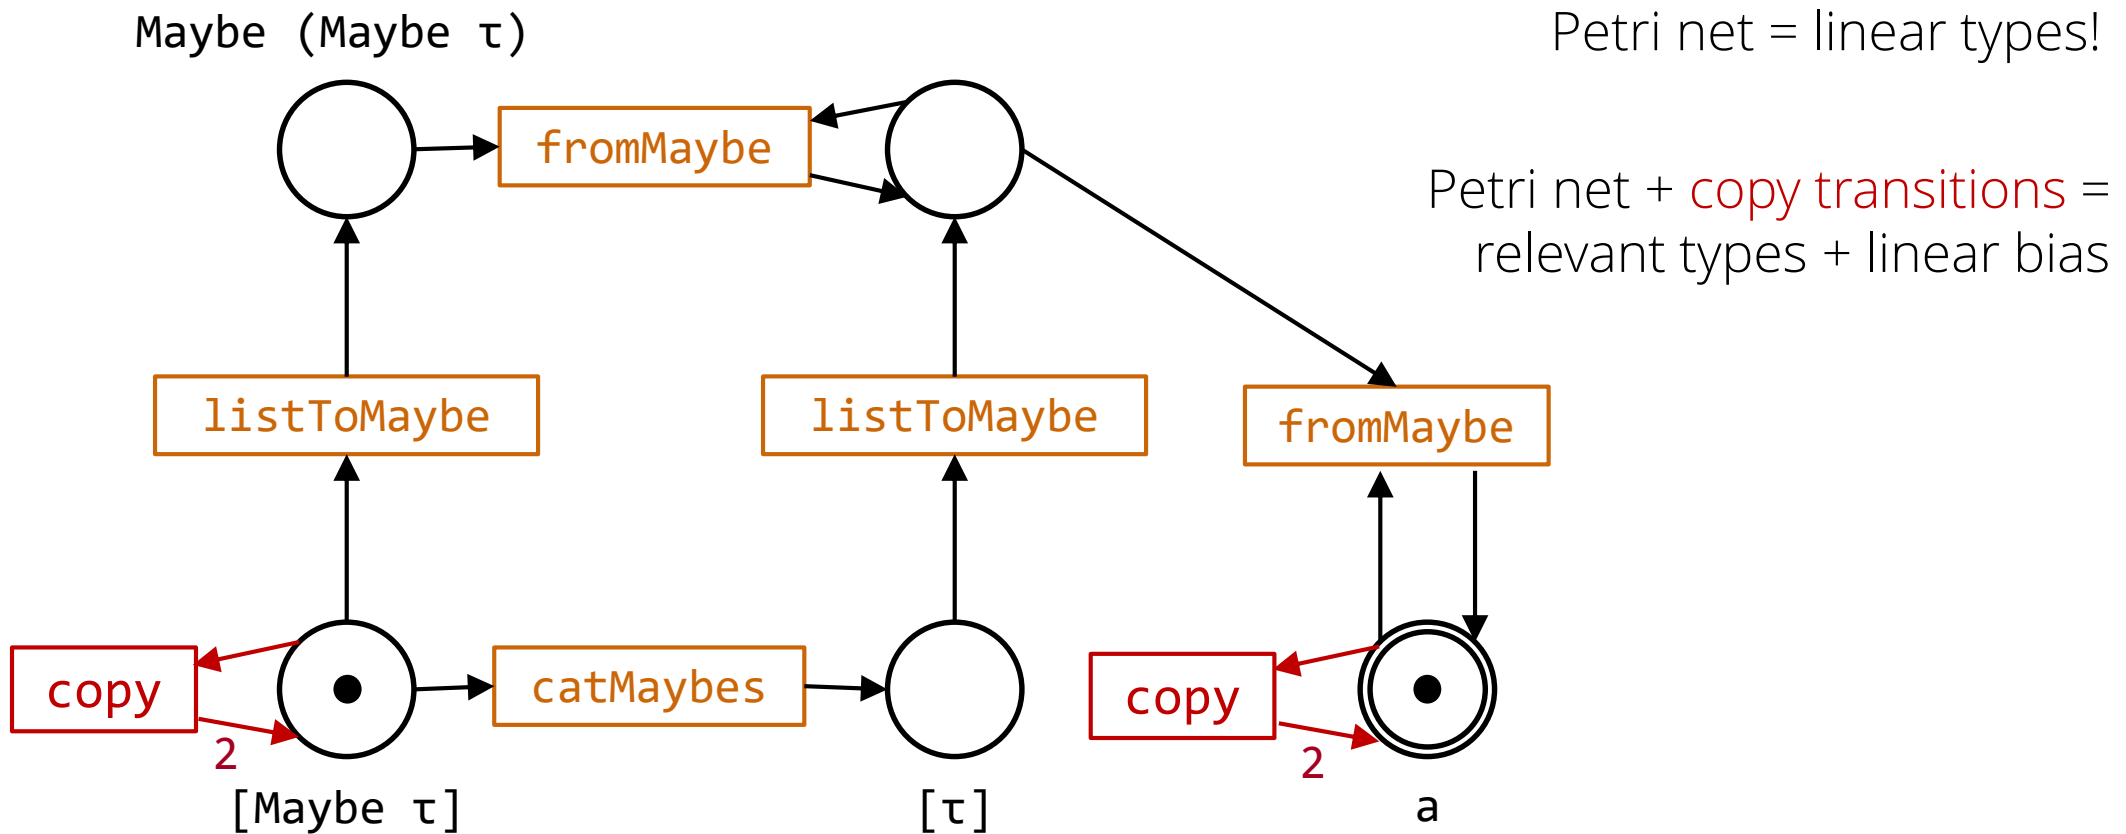 Maybe (Maybe τ)
Petri net = linear types!
fromMaybe
Petri net + copy transitions =
relevant types + linear bias
listToMaybe
listToMaybe
fromMaybe
copy
2
catMaybes
copy
2
[Maybe τ]
[τ]
a